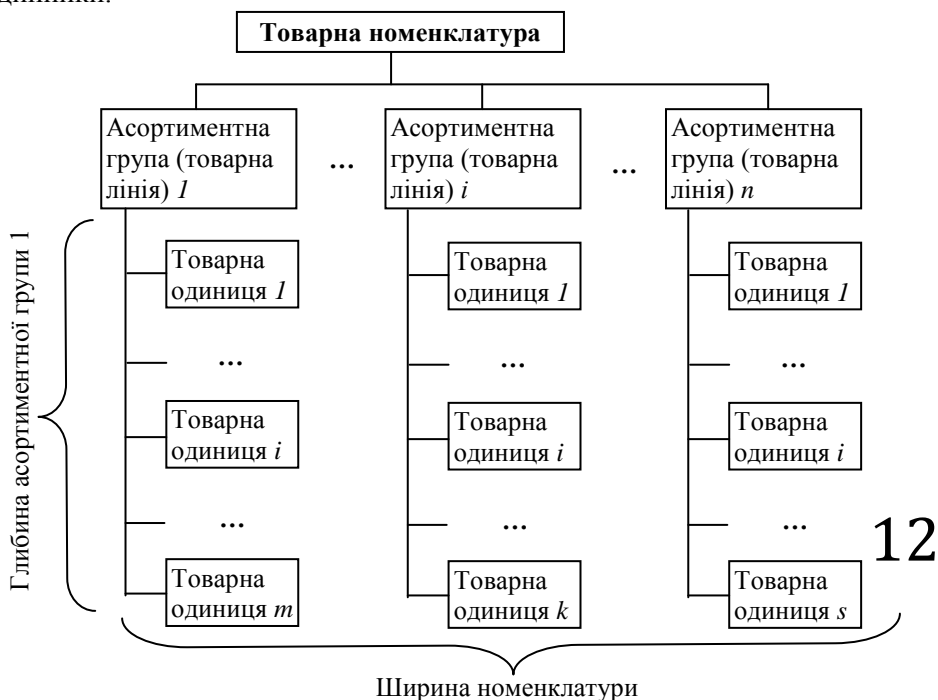 Товарна номенклатура
Асортиментна
група (товарна
лінія) 1
...
Асортиментна
група (товарна
лінія) i
...
Асортиментна
група (товарна
лінія) n
Глибина асортиментної групи 1
Товарна
одиниця 1
...
Товарна
одиниця i
...
Товарна
одиниця m
Товарна
одиниця 1
...
Товарна
одиниця i
...
Товарна
одиниця k
Товарна
одиниця 1
...
Товарна
одиниця i
...
Товарна
одиниця s
12
Ширина номенклатури